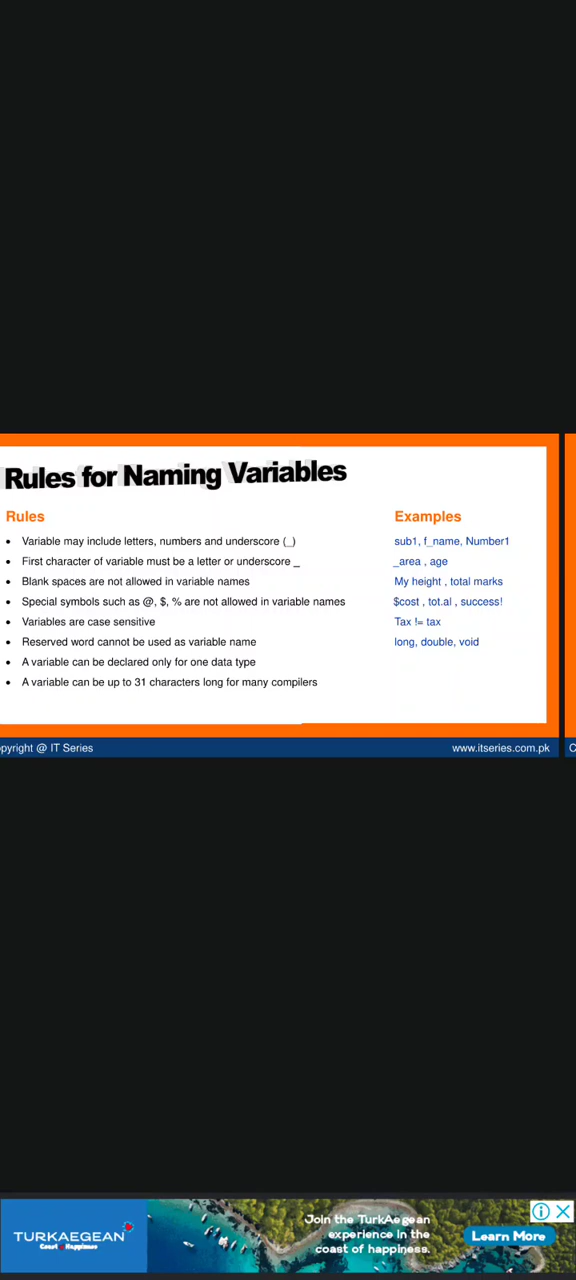 Rules for Naming Variables
Rules
Examples
• Variable may include letters, numbers and underscore (_)
sub1, f_name, Number1
• First character of variable must be a letter or underscore _
_area , age
• Blank spaces are not allowed in variable names
My height , total marks
• Special symbols such as @, $, % are not allowed in variable names
$cost , tot.al , success!
• Variables are case sensitive
Tax != tax
• Reserved word cannot be used as variable name
long, double, void
• A variable can be declared only for one data type
• A variable can be up to 31 characters long for many compilers
opyright @ IT Series
www.itseries.com.pk
C
TURKAEGEAN
Coast of Happiness
Join the TurkAegean
experience in the
coast of happiness.
Learn More